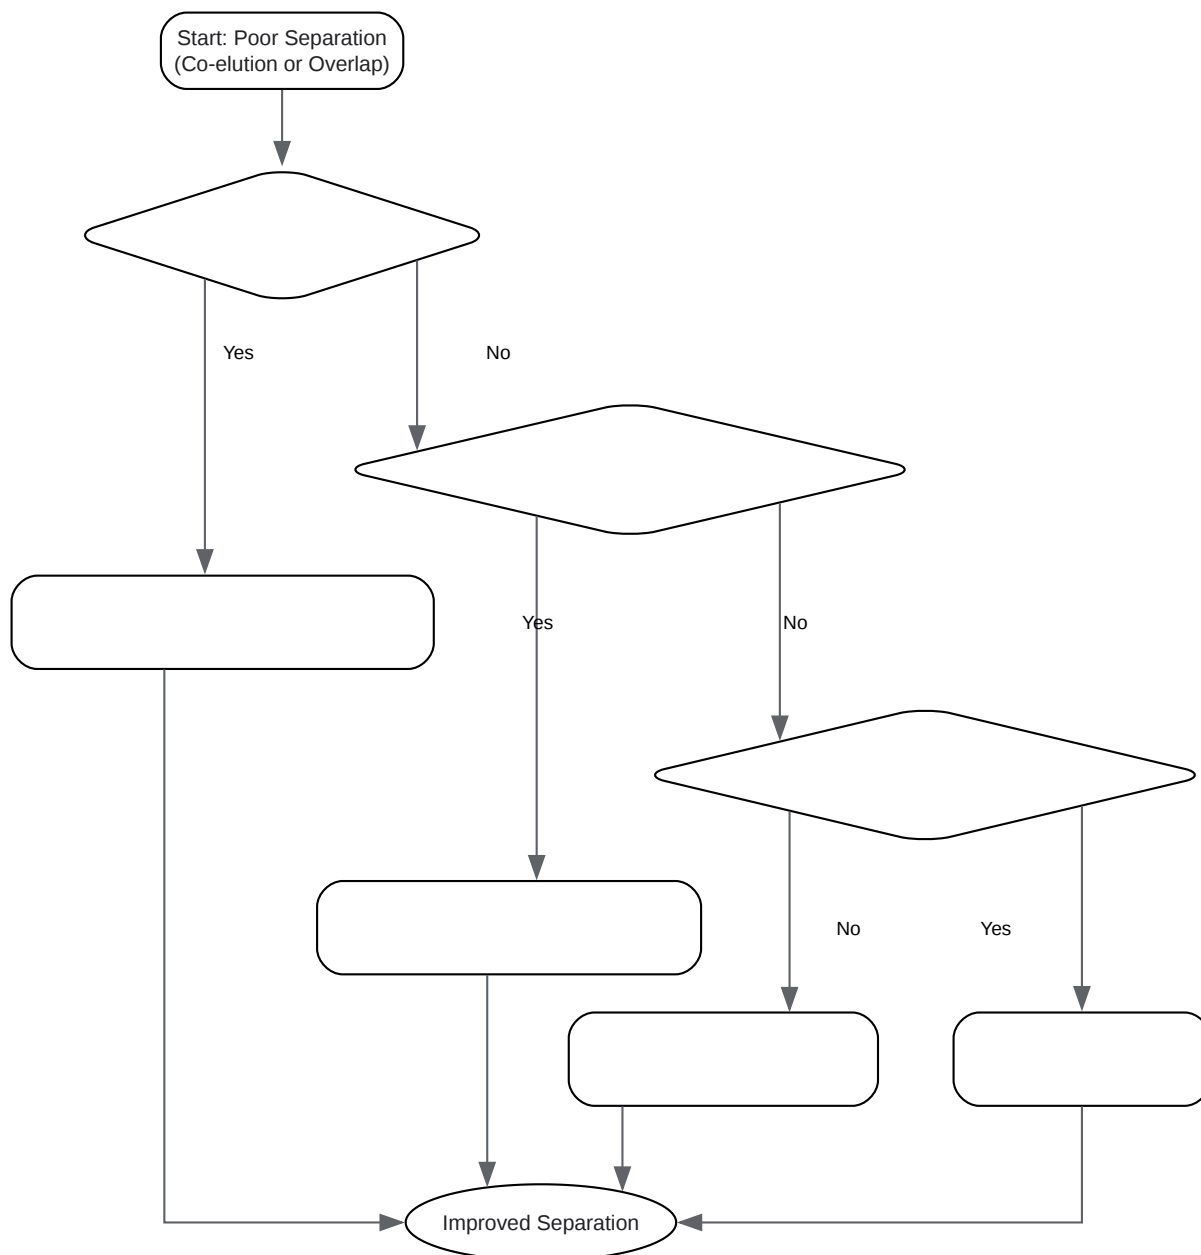 Start: Poor Separation
(Co-elution or Overlap)
Yes
No
Yes
No
No
Yes
Improved Separation